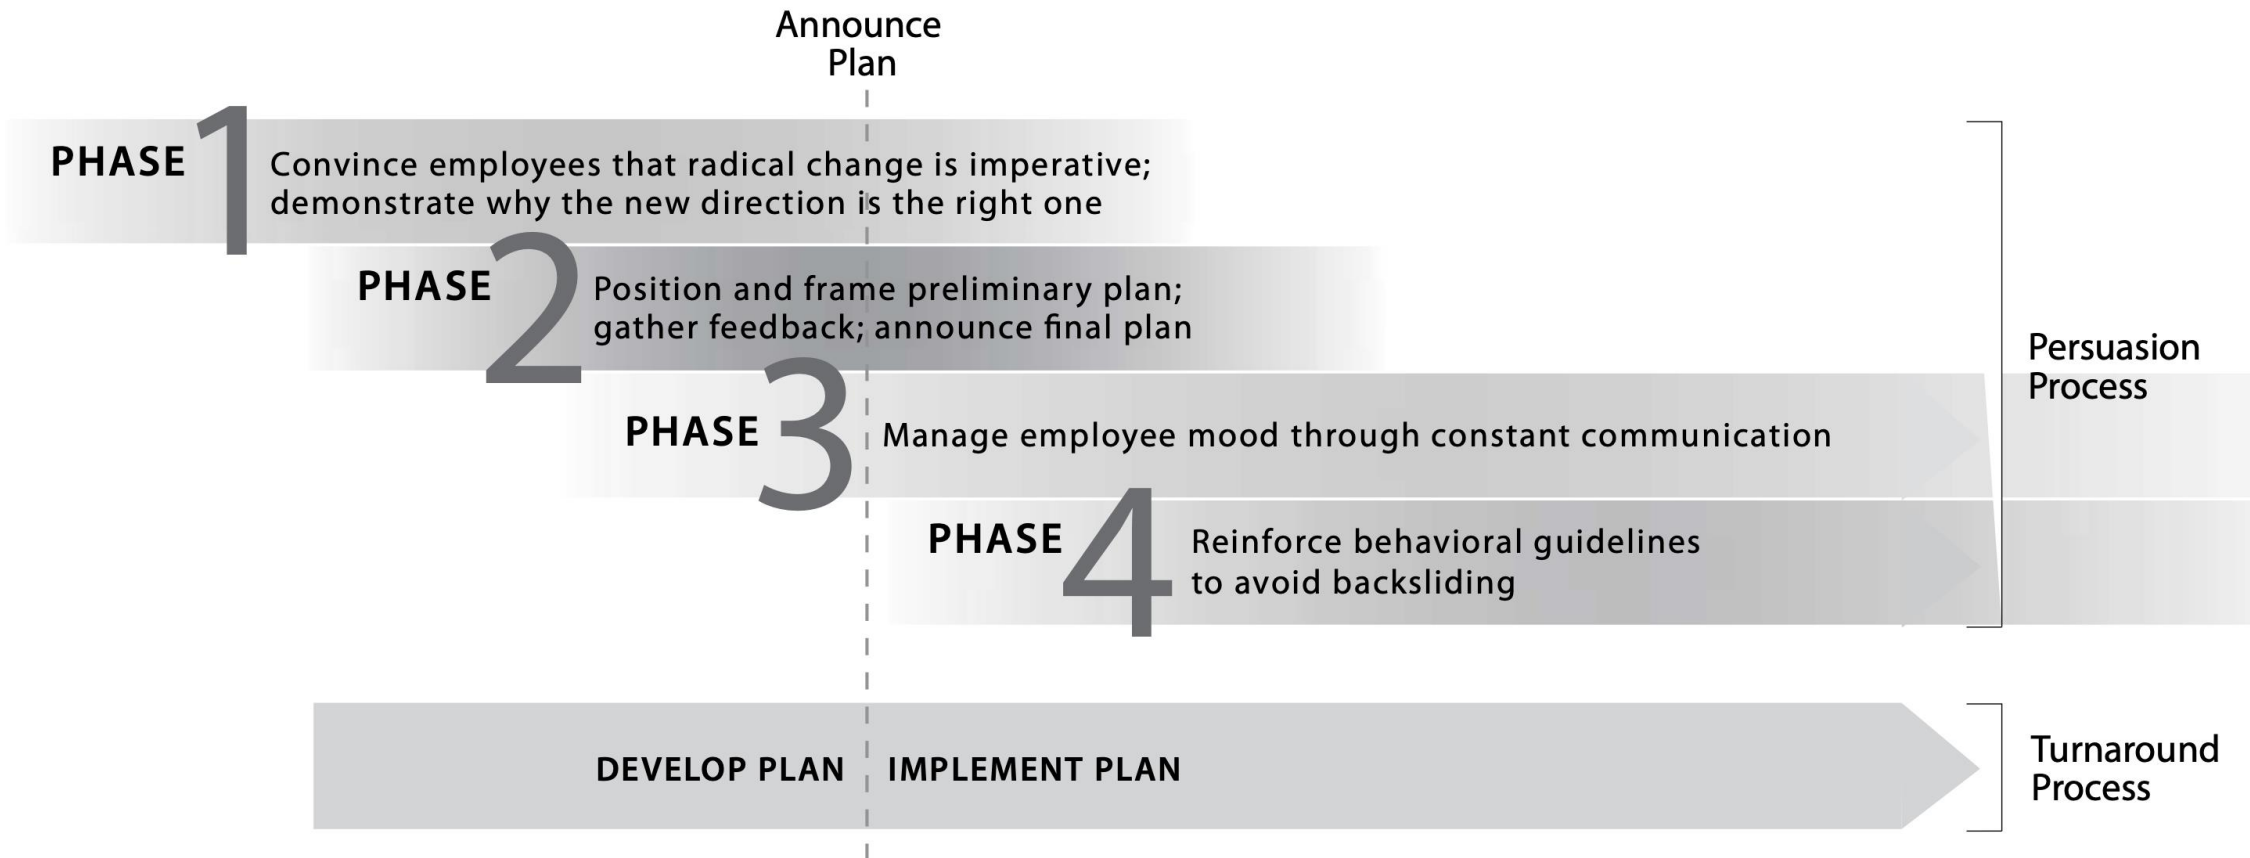 Announce
Plan
PHASE 1
Convince employees that radical change is imperative;
demonstrate why the new direction is the right one
PHASE 2
Position and frame preliminary plan;
gather feedback; announce final plan
PHASE 3
Manage employee mood through constant communication
PHASE 4
Reinforce behavioral guidelines
to avoid backsliding
Persuasion
Process
DEVELOP PLAN
IMPLEMENT PLAN
Turnaround
Process